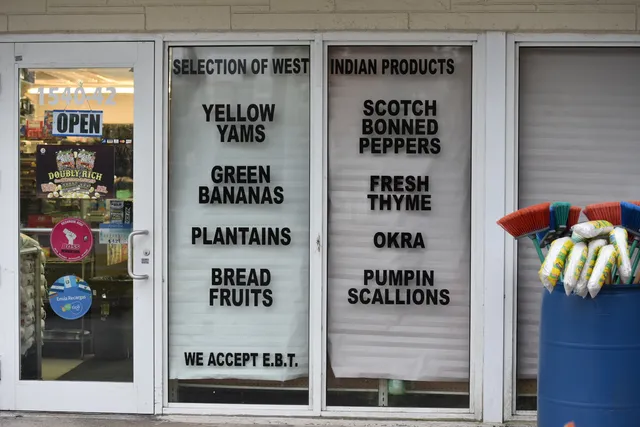 SELECTION OF WEST INDIAN PRODUCTS
YELLOW
YAMS
GREEN
BANANAS
PLANTAINS
BREAD
FRUITS
WE ACCEPT E.B.T.
SCOTCH
BONNED
PEPPERS
FRESH
THYME
OKRA
PUMPIN
SCALLIONS
OPEN
DOUBLY RICH